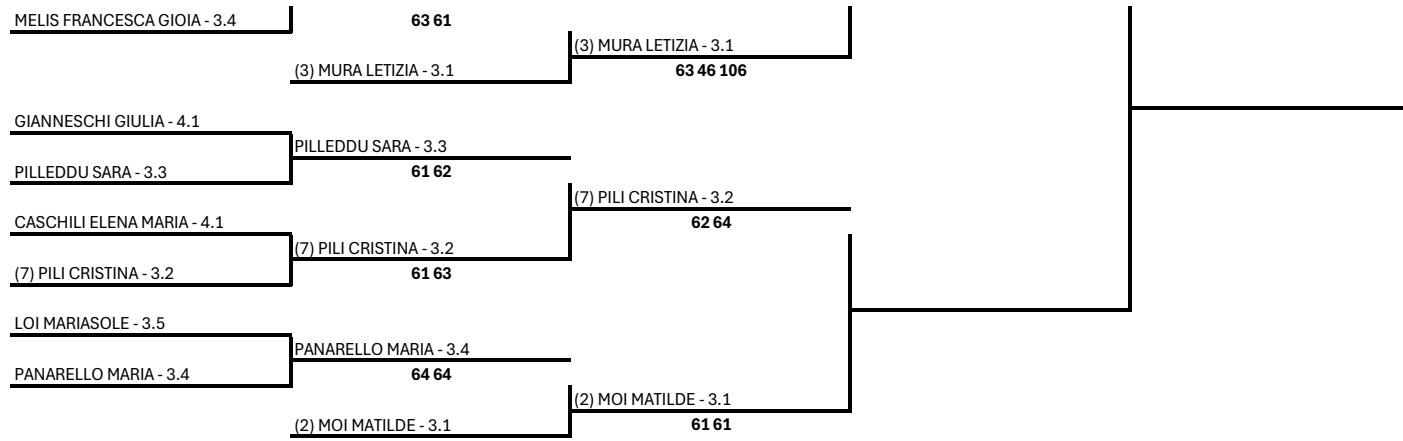 MELIS FRANCESCA GIOIA - 3.4
63 61
(3) MURA LETIZIA - 3.1
(3) MURA LETIZIA - 3.1
63 46 106
GIANNESCHI GIULIA - 4.1
PILLEDDU SARA - 3.3
PILLEDDU SARA - 3.3
61 62
(7) PILI CRISTINA - 3.2
CASCHILI ELENA MARIA - 4.1
62 64
(7) PILI CRISTINA - 3.2
(7) PILI CRISTINA - 3.2
61 63
LOI MARIASOLE - 3.5
PANARELLO MARIA - 3.4
PANARELLO MARIA - 3.4
64 64
(2) MOI MATILDE - 3.1
(2) MOI MATILDE - 3.1
61 61